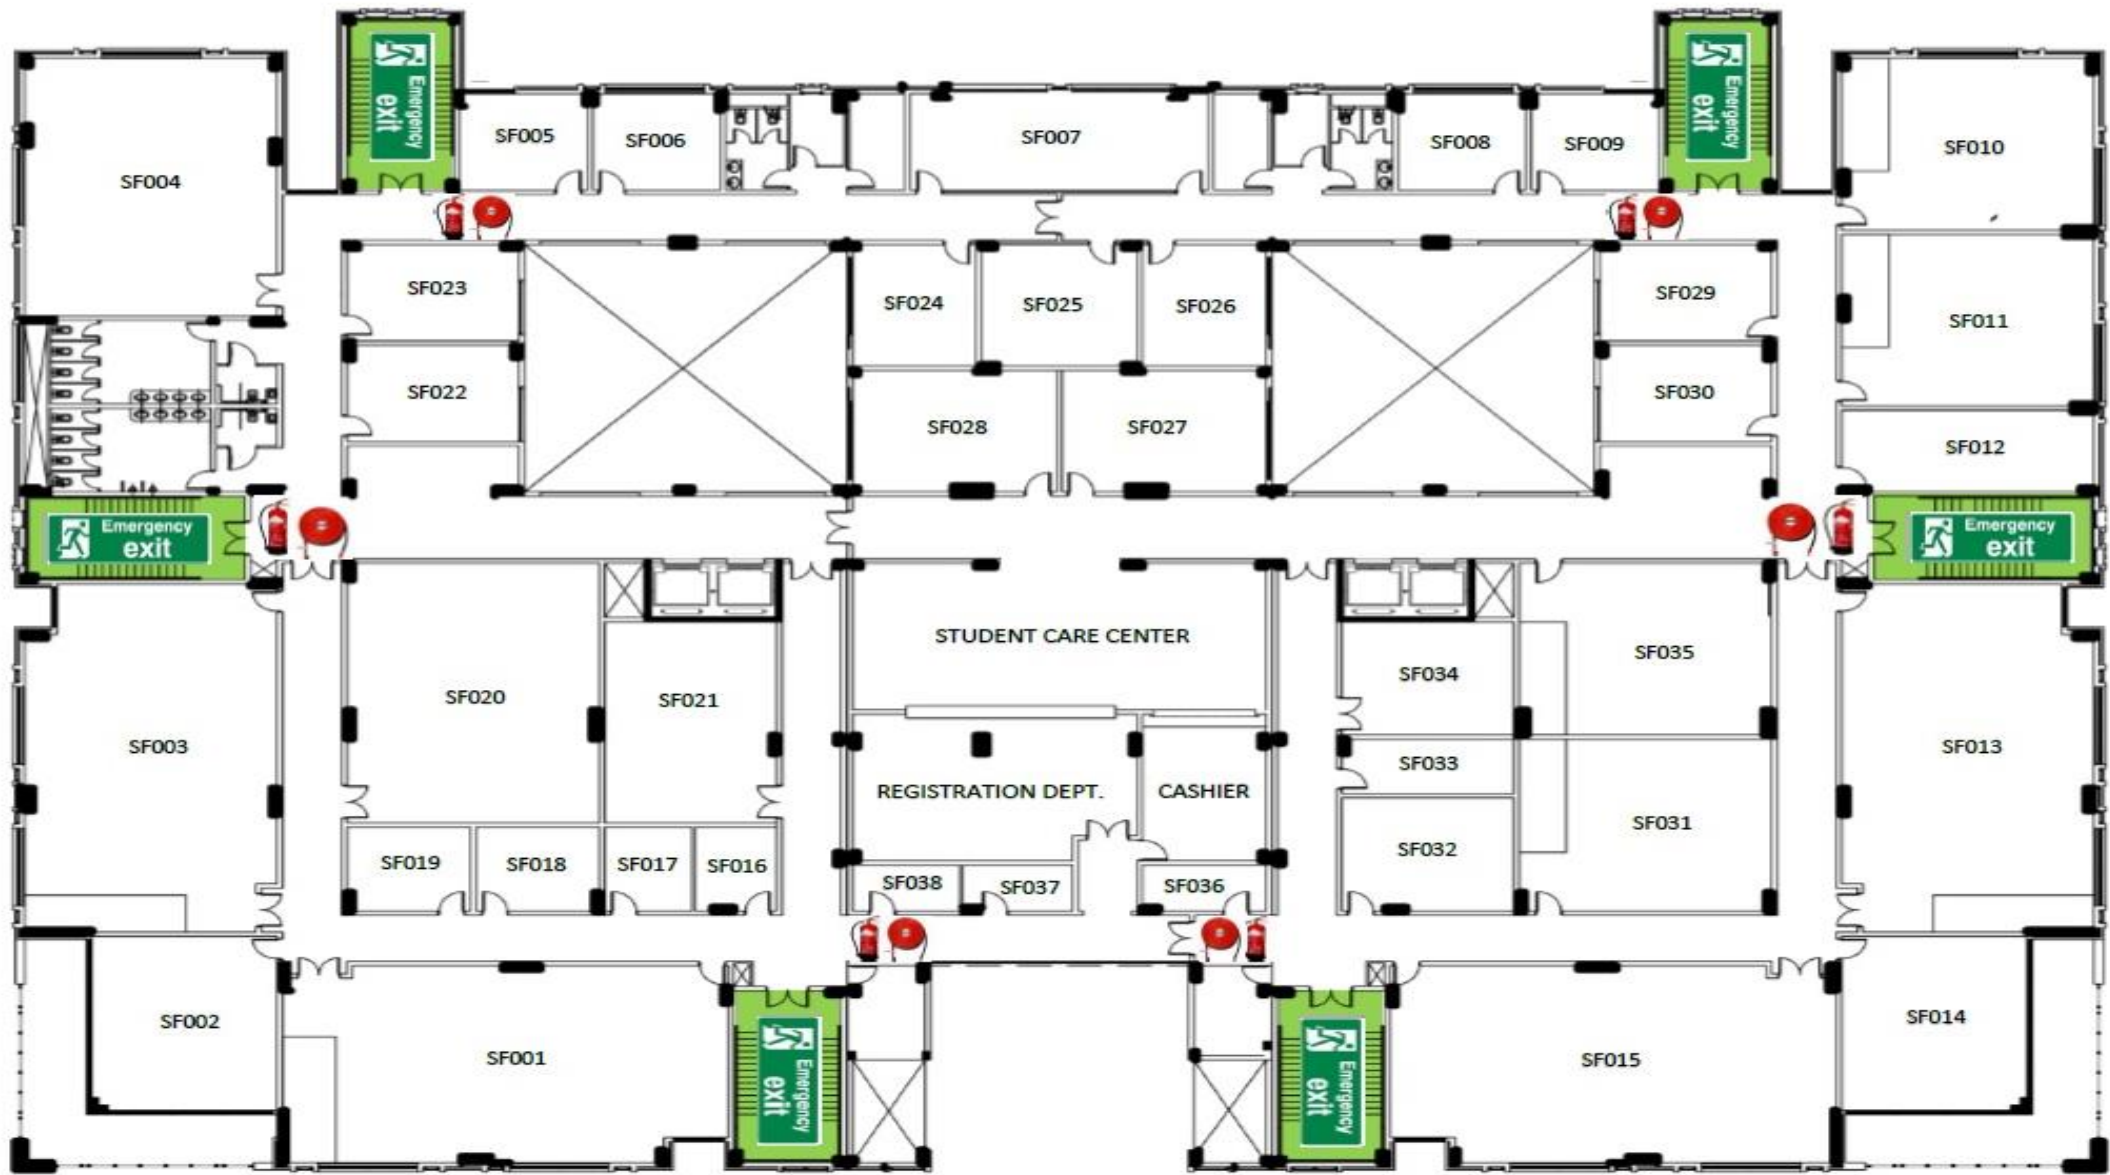 Emergency
exit
Emergency
exit
SF004
SF005
SF006
SF007
SF008
SF009
SF010
SF023
SF024
SF025
SF026
SF029
SF011
SF022
SF028
SF027
SF030
SF012
Emergency
exit
Emergency
exit
STUDENT CARE CENTER
SF003
SF020
SF021
SF034
SF035
SF013
REGISTRATION DEPT.
CASHIER
SF033
SF031
SF019
SF018
SF017
SF016
SF038
SF037
SF036
SF032
SF002
SF001
Emergency
exit
Emergency
exit
SF015
SF014